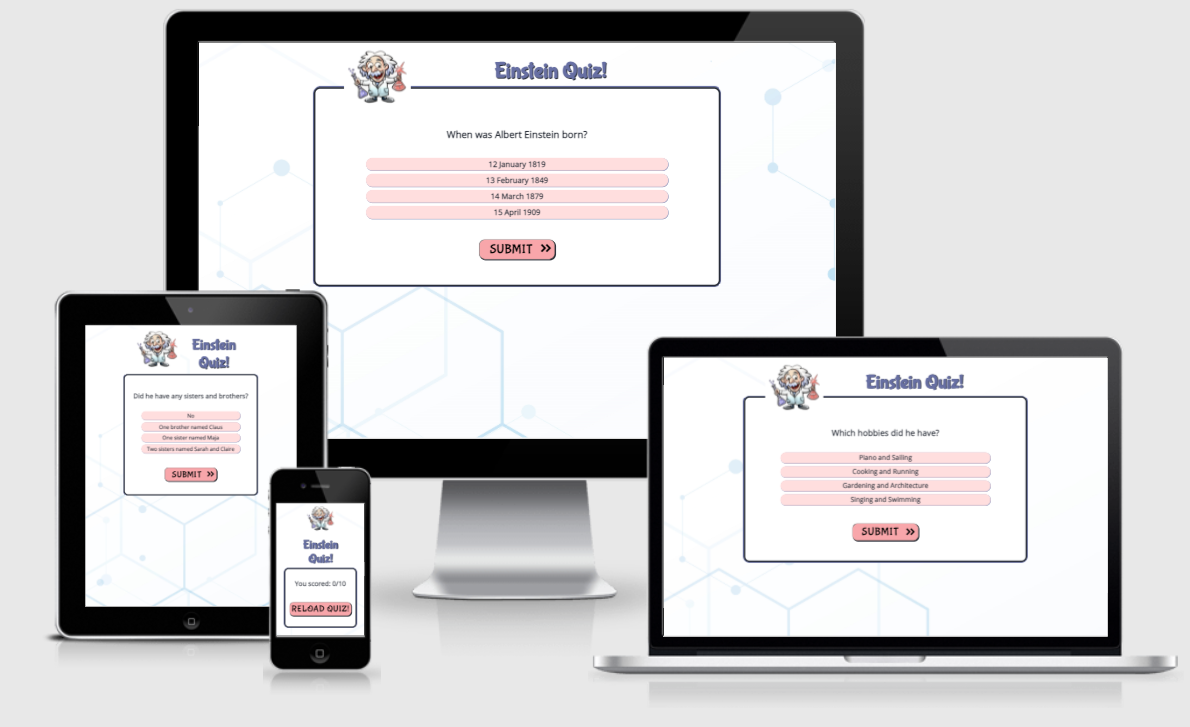 Einstein Quiz!
When was Albert Einstein born?
12 January 1819
13 February 1849
14 March 1879
15 April 1909
SUBMIT »
Einstein
Quiz!
Did he have any sisters and brothers?
No
One brother named Claus
One sister named Maja
Two sisters named Sarah and Claire
SUBMIT »
Einstein
Quiz!
You scored: 0/10
RELOAD QUIZ!
Einstein Quiz!
Which hobbies did he have?
Piano and Sailing
Cooking and Running
Gardening and Architecture
Singing and Swimming
SUBMIT »